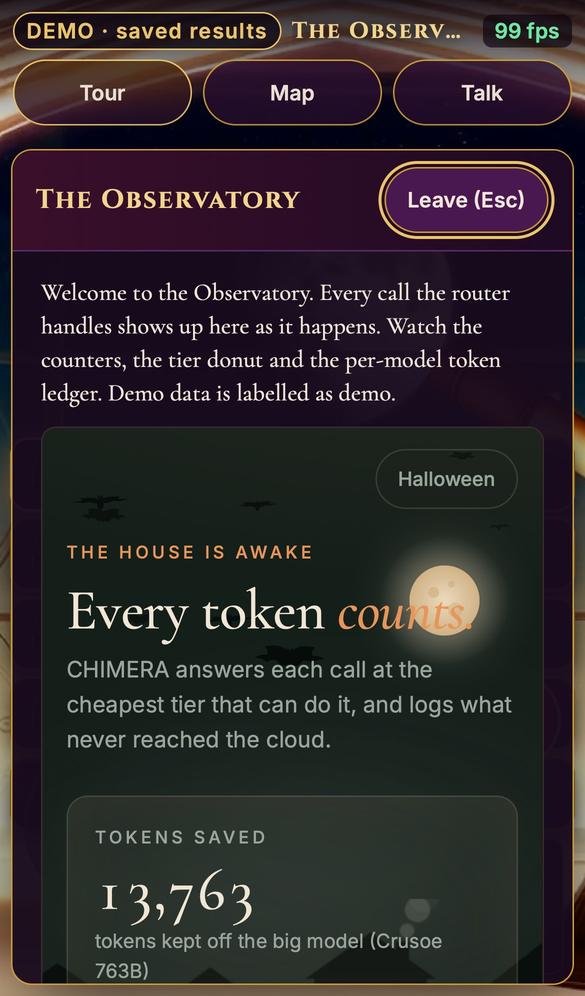 DEMO · saved results
The Observ…
99 fps
Tour
Map
Talk
The Observatory
Leave (Esc)
Welcome to the Observatory. Every call the router
handles shows up here as it happens. Watch the
counters, the tier donut and the per-model token
ledger. Demo data is labelled as demo.
Halloween
THE HOUSE IS AWAKE
Every token counts.
CHIMERA answers each call at the
cheapest tier that can do it, and logs what
never reached the cloud.
TOKENS SAVED
13,763
tokens kept off the big model (Crusoe
763B)